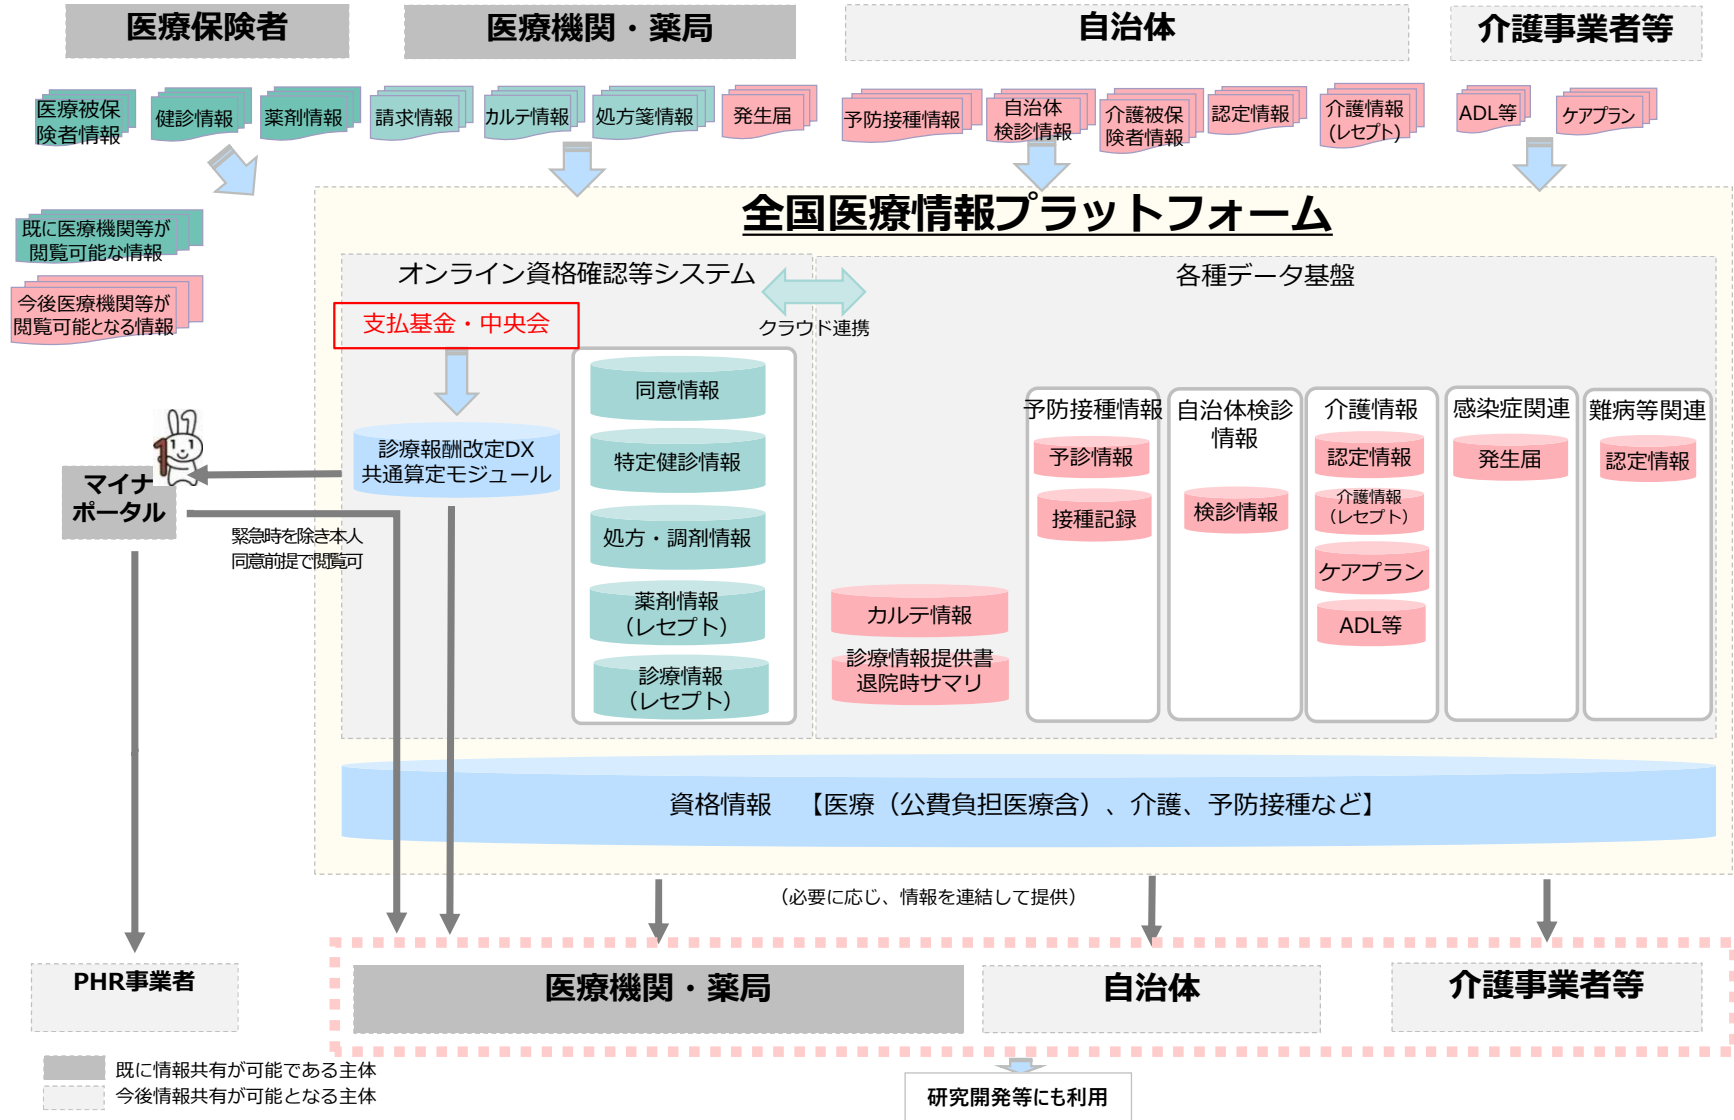 医療保険者
医療機関・薬局
自治体
介護事業者等
医療被保
険者情報
健診情報
薬剤情報
請求情報
カルテ情報
処方箋情報
発生届
予防接種情報
自治体
検診情報
介護被保
険者情報
認定情報
介護情報
(レセプト)
ADL等
ケアプラン
既に医療機関等が
閲覧可能な情報
今後医療機関等が
閲覧可能となる情報
全国医療情報プラットフォーム
オンライン資格確認等システム
各種データ基盤
クラウド連携
支払基金・中央会
診療報酬改定DX
共通算定モジュール
同意情報
特定健診情報
処方・調剤情報
薬剤情報
（レセプト）
診療情報
（レセプト）
カルテ情報
診療情報提供書
退院時サマリ
予防接種情報
予診情報
接種記録
自治体検診
情報
検診情報
介護情報
認定情報
介護情報
（レセプト）
ケアプラン
ADL等
感染症関連
発生届
難病等関連
認定情報
1
マイナ
ポータル
緊急時を除き本人
同意前提で閲覧可
資格情報　【医療（公費負担医療含）、介護、予防接種など】
（必要に応じ、情報を連結して提供）
PHR事業者
医療機関・薬局
自治体
介護事業者等
既に情報共有が可能である主体
今後情報共有が可能となる主体
研究開発等にも利用